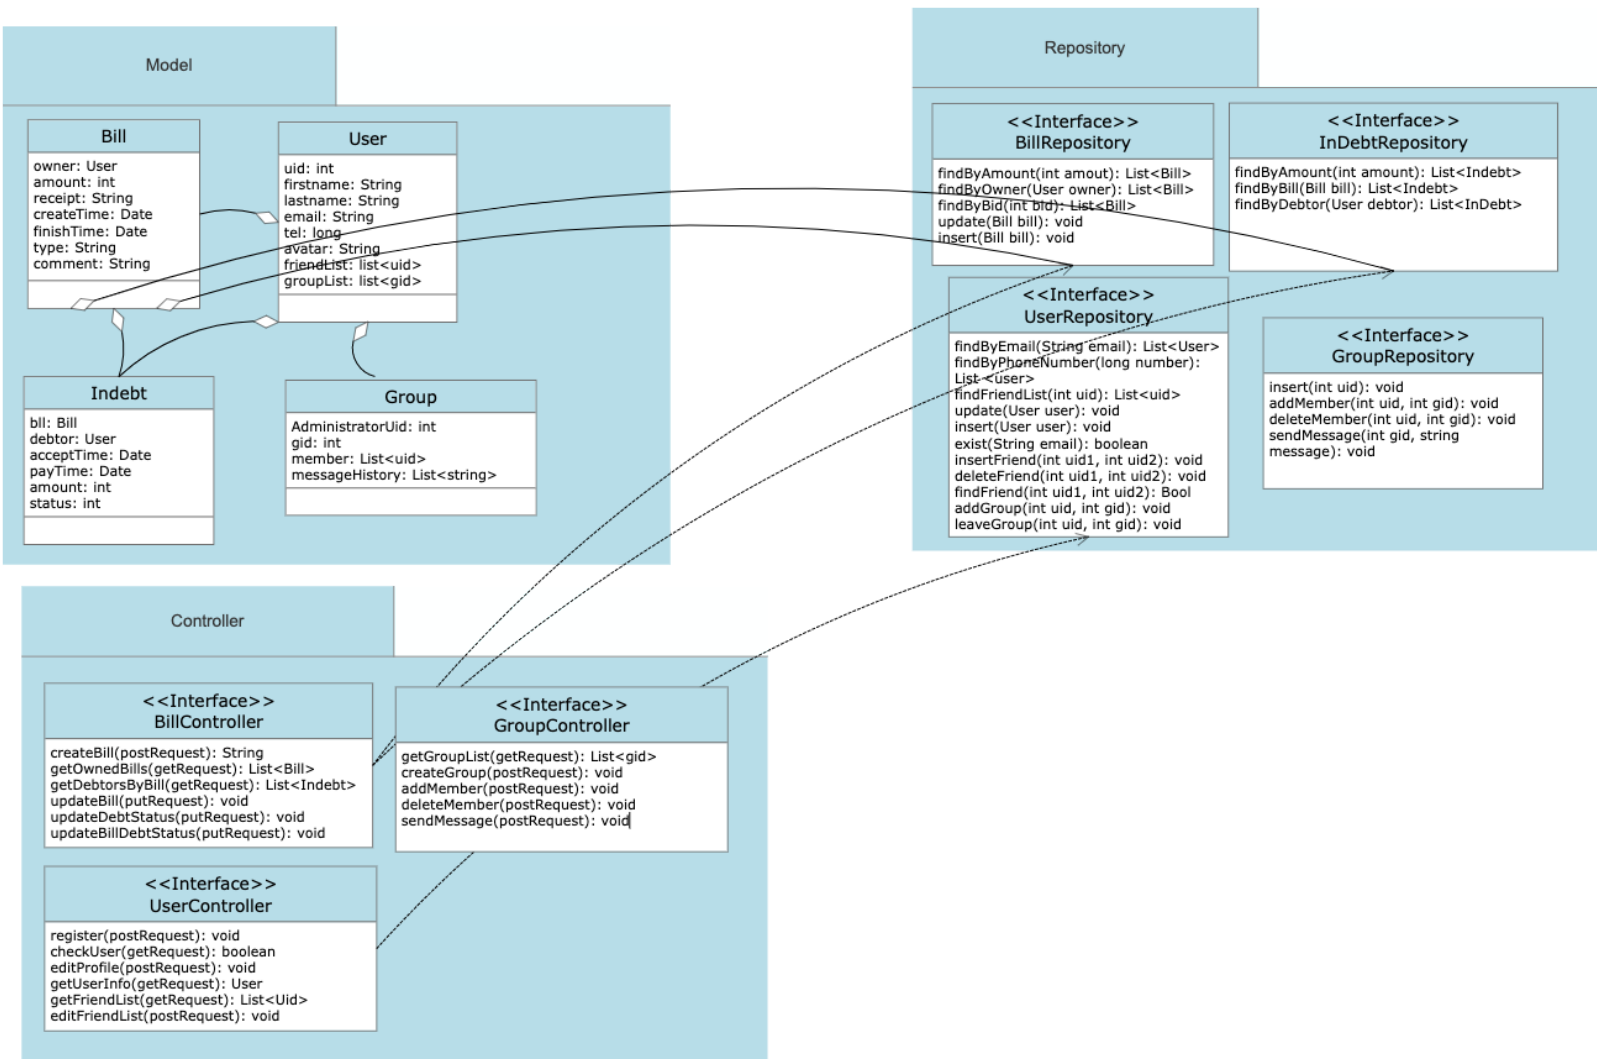 Model
Bill
owner: User
amount: int
receipt: String
createTime: Date
finishTime: Date
type: String
comment: String
User
uid: int
firstname: String
lastname: String
email: String
tel: long
avatar: String
friendList: list<uid>
groupList: list<gid>
Indebt
bll: Bill
debtor: User
acceptTime: Date
payTime: Date
amount: int
status: int
Group
AdministratorUid: int
gid: int
member: List<uid>
messageHistory: List<string>
Repository
<<Interface>>
BillRepository
findByAmount(int amout): List<Bill>
findByOwner(User owner): List<Bill>
findByBid(int bid): List<Bill>
update(Bill bill): void
insert(Bill bill): void
<<Interface>>
InDebtRepository
findByAmount(int amount): List<Indebt>
findByBill(Bill bill): List<Indebt>
findByDebtor(User debtor): List<InDebt>
<<Interface>>
UserRepository
findByEmail(String email): List<User>
findByPhoneNumber(long number):
List <user>
findFriendList(int uid): List<uid>
update(User user): void
insert(User user): void
exist(String email): boolean
insertFriend(int uid1, int uid2): void
deleteFriend(int uid1, int uid2): void
findFriend(int uid1, int uid2): Bool
addGroup(int uid, int gid): void
leaveGroup(int uid, int gid): void
<<Interface>>
GroupRepository
insert(int uid): void
addMember(int uid, int gid): void
deleteMember(int uid, int gid): void
sendMessage(int gid, string
message): void
Controller
<<Interface>>
BillController
createBill(postRequest): String
getOwnedBills(getRequest): List<Bill>
getDebtorsByBill(getRequest): List<Indebt>
updateBill(putRequest): void
updateDebtStatus(putRequest): void
updateBillDebtStatus(putRequest): void
<<Interface>>
GroupController
getGroupList(getRequest): List<gid>
createGroup(postRequest): void
addMember(postRequest): void
deleteMember(postRequest): void
sendMessage(postRequest): void
<<Interface>>
UserController
register(postRequest): void
checkUser(getRequest): boolean
editProfile(postRequest): void
getUserInfo(getRequest): User
getFriendList(getRequest): List<Uid>
editFriendList(postRequest): void